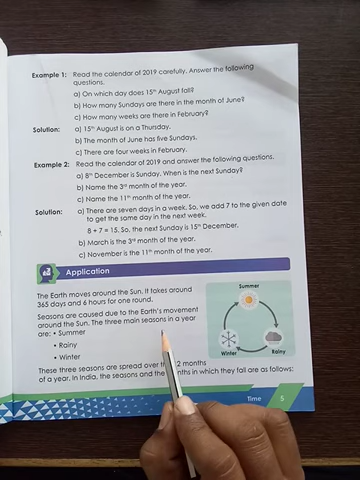 Example 1: Read the calendar of 2019 carefully. Answer the following
questions.
a) On which day does 15th August fall?
b) How many Sundays are there in the month of June?
c) How many weeks are there in February?
Solution: a) 15th August is on a Thursday.
b) The month of June has five Sundays.
c) There are four weeks in February.
Example 2: Read the calendar of 2019 and answer the following questions.
a) 8th December is Sunday. When is the next Sunday?
b) Name the 3rd month of the year.
c) Name the 11th month of the year.
Solution: a) There are seven days in a week. So, we add 7 to the given date
to get the same day in the next week.
8 + 7 = 15. So, the next Sunday is 15th December.
b) March is the 3rd month of the year.
c) November is the 11th month of the year.
Application
The Earth moves around the Sun. It takes around
365 days and 6 hours for one round.
Seasons are caused due to the Earth's movement
around the Sun. The three main seasons in a year
are: • Summer
• Rainy
• Winter
Summer
Winter
Rainy
These three seasons are spread over the 2 months
of a year. In India, the seasons and the months in which they fall are as follows:
Time 5